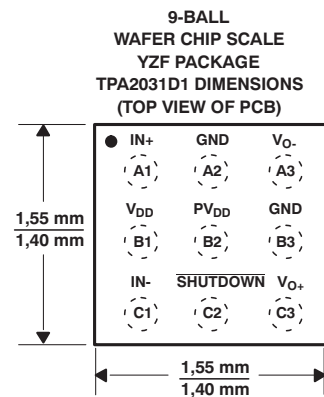 9-BALL
WAFER CHIP SCALE
YZF PACKAGE
TPA2031D1 DIMENSIONS
(TOP VIEW OF PCB)
IN+ GND VO-
A1 A2 A3
VDD PVDD GND
B1 B2 B3
IN- SHUTDOWN VO+
C1 C2 C3
1,55 mm
1,40 mm
1,55 mm
1,40 mm